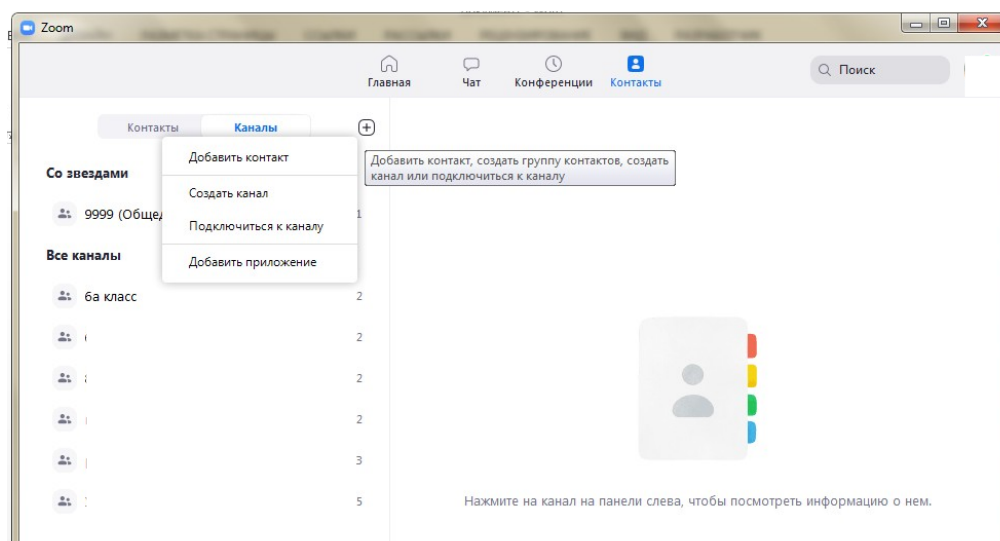 Zoom
Главная
Чат
Конференции
Контакты
Поиск
Контакты
Каналы
Добавить контакт
Добавить контакт, создать группу контактов, создать
канал или подключиться к каналу
Со звездами
Создать канал
9999 (Общед
1
Подключиться к каналу
Все каналы
Добавить приложение
6а класс
2
2
2
2
3
5
Нажмите на канал на панели слева, чтобы посмотреть информацию о нем.